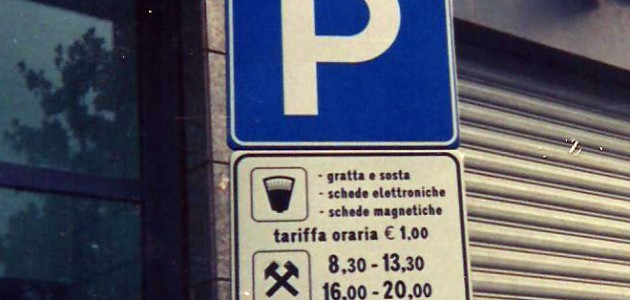 P
- gratta e sosta
- schede elettroniche
- schede magnetiche
tariffa oraria € 1,00
8,30 - 13,30
16,00 - 20,00